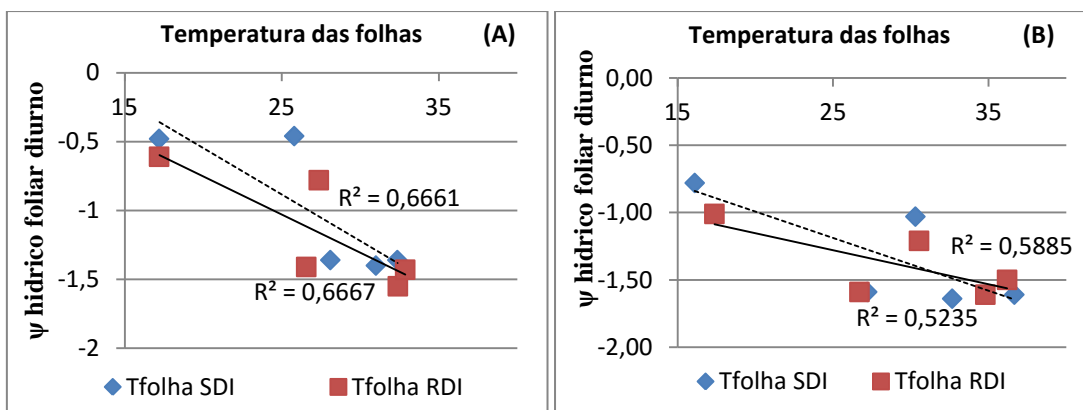 Temperatura das folhas (A)
0
15 25 35
-0,5
-1
-1,5
-2
ψ hidrico foliar diurno
R² = 0,6661
R² = 0,6667
Tfolha SDI Tfolha RDI
Temperatura das folhas (B)
0,00
15 25 35
-0,50
-1,00
-1,50
-2,00
ψ hidrico foliar diurno
R² = 0,5885
R² = 0,5235
Tfolha SDI Tfolha RDI